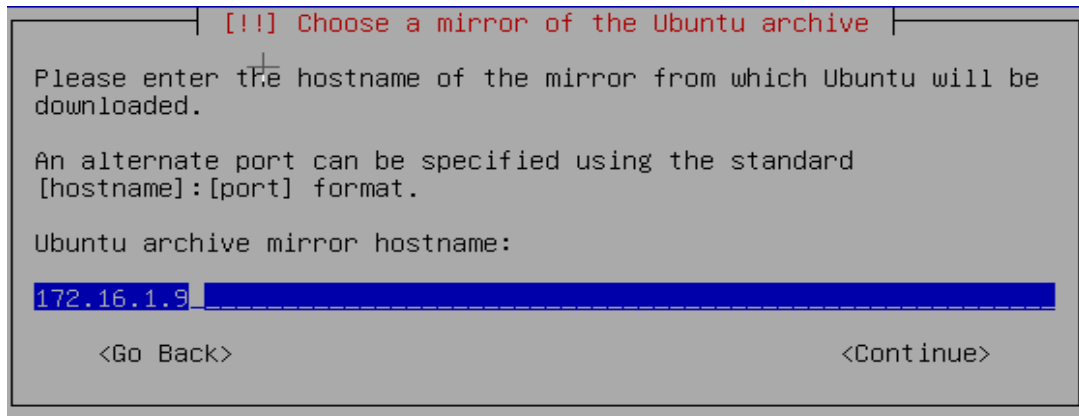 [!!] Choose a mirror of the Ubuntu archive
Please enter the hostname of the mirror from which Ubuntu will be
downloaded.
An alternate port can be specified using the standard
[hostname]:[port] format.
Ubuntu archive mirror hostname:
172.16.1.9
<Go Back> <Continue>